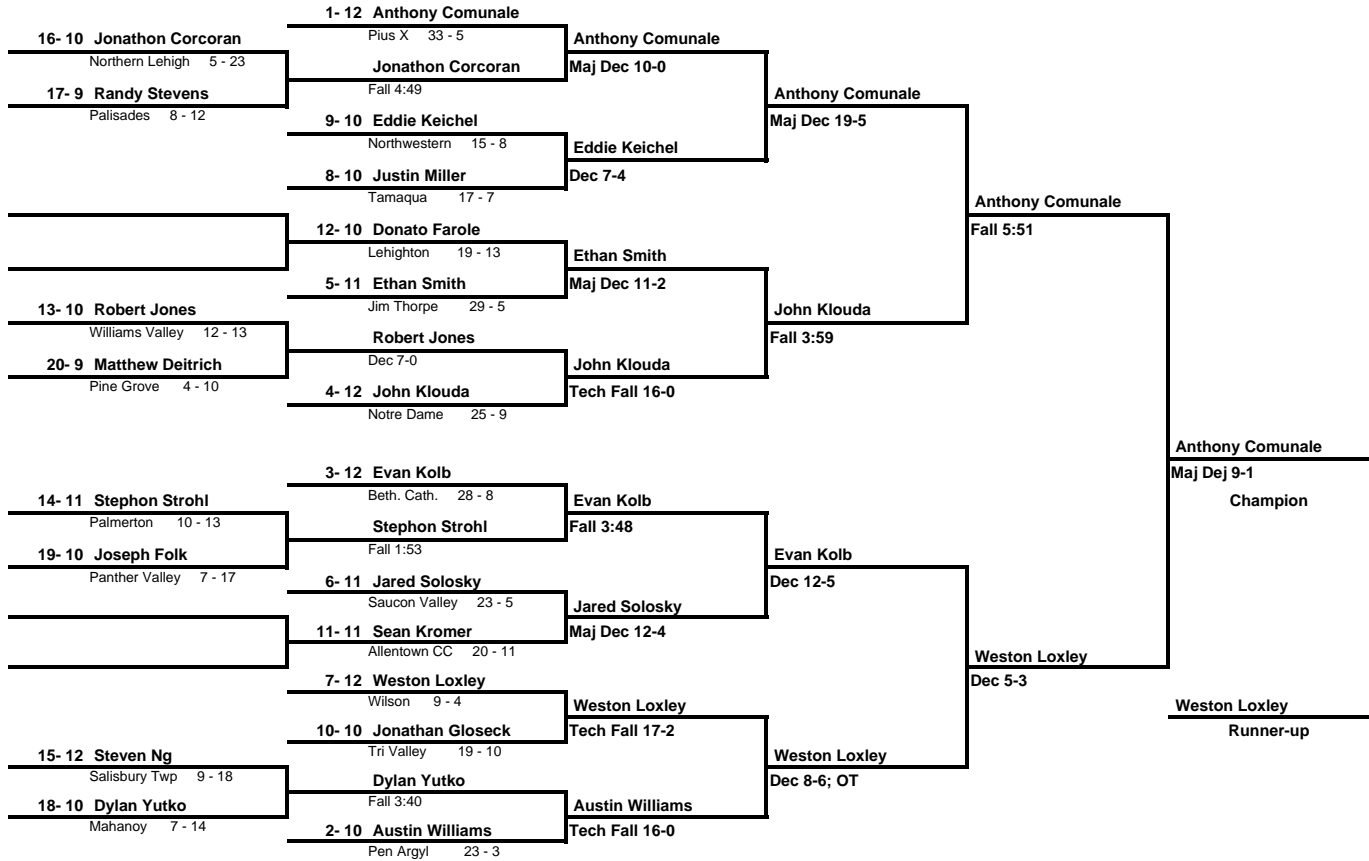 1- 12 Anthony Comunale
Pius X 33 - 5
16- 10 Jonathon Corcoran
Northern Lehigh 5 - 23
Jonathon Corcoran
Fall 4:49
17- 9 Randy Stevens
Palisades 8 - 12
Anthony Comunale
Maj Dec 10-0
9- 10 Eddie Keichel
Northwestern 15 - 8
8- 10 Justin Miller
Tamaqua 17 - 7
Eddie Keichel
Dec 7-4
Anthony Comunale
Maj Dec 19-5
12- 10 Donato Farole
Lehighton 19 - 13
5- 11 Ethan Smith
Jim Thorpe 29 - 5
Ethan Smith
Maj Dec 11-2
13- 10 Robert Jones
Williams Valley 12 - 13
20- 9 Matthew Deitrich
Pine Grove 4 - 10
Robert Jones
Dec 7-0
4- 12 John Klouda
Notre Dame 25 - 9
John Klouda
Tech Fall 16-0
John Klouda
Fall 3:59
Anthony Comunale
Fall 5:51
3- 12 Evan Kolb
Beth. Cath. 28 - 8
14- 11 Stephon Strohl
Palmerton 10 - 13
19- 10 Joseph Folk
Panther Valley 7 - 17
Stephon Strohl
Fall 1:53
Evan Kolb
Fall 3:48
6- 11 Jared Solosky
Saucon Valley 23 - 5
11- 11 Sean Kromer
Allentown CC 20 - 11
Jared Solosky
Maj Dec 12-4
Evan Kolb
Dec 12-5
7- 12 Weston Loxley
Wilson 9 - 4
10- 10 Jonathan Gloseck
Tri Valley 19 - 10
Weston Loxley
Tech Fall 17-2
15- 12 Steven Ng
Salisbury Twp 9 - 18
18- 10 Dylan Yutko
Mahanoy 7 - 14
Dylan Yutko
Fall 3:40
2- 10 Austin Williams
Pen Argyl 23 - 3
Austin Williams
Tech Fall 16-0
Weston Loxley
Dec 8-6; OT
Weston Loxley
Dec 5-3
Anthony Comunale
Maj Dej 9-1
Champion
Weston Loxley
Runner-up